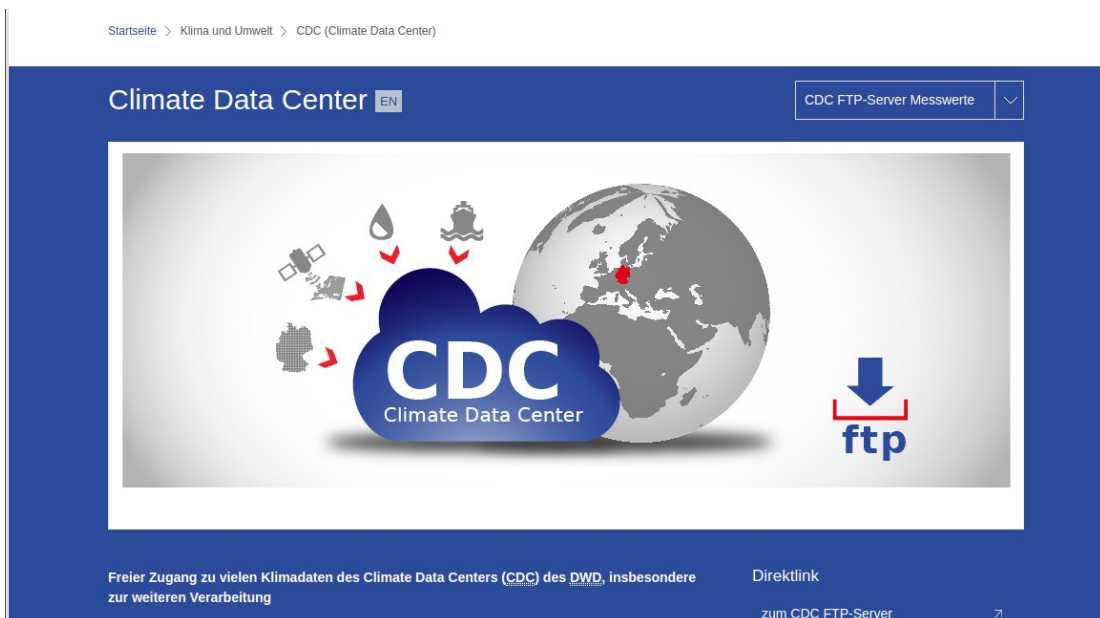 Startseite > Klima und Umwelt > CDC (Climate Data Center)
Climate Data Center EN
CDC FTP-Server Messwerte
CDC
Climate Data Center
ftp
Freier Zugang zu vielen Klimadaten des Climate Data Centers (CDC) des DWD, insbesondere
zur weiteren Verarbeitung
Direktlink
zum CDC FTP-Server